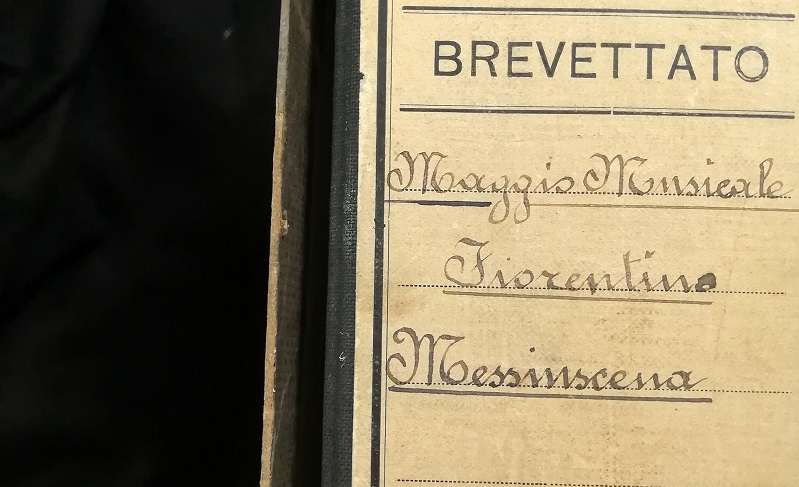 BREVETTATO
Maggio Musicale
Fiorentino
Messinscena